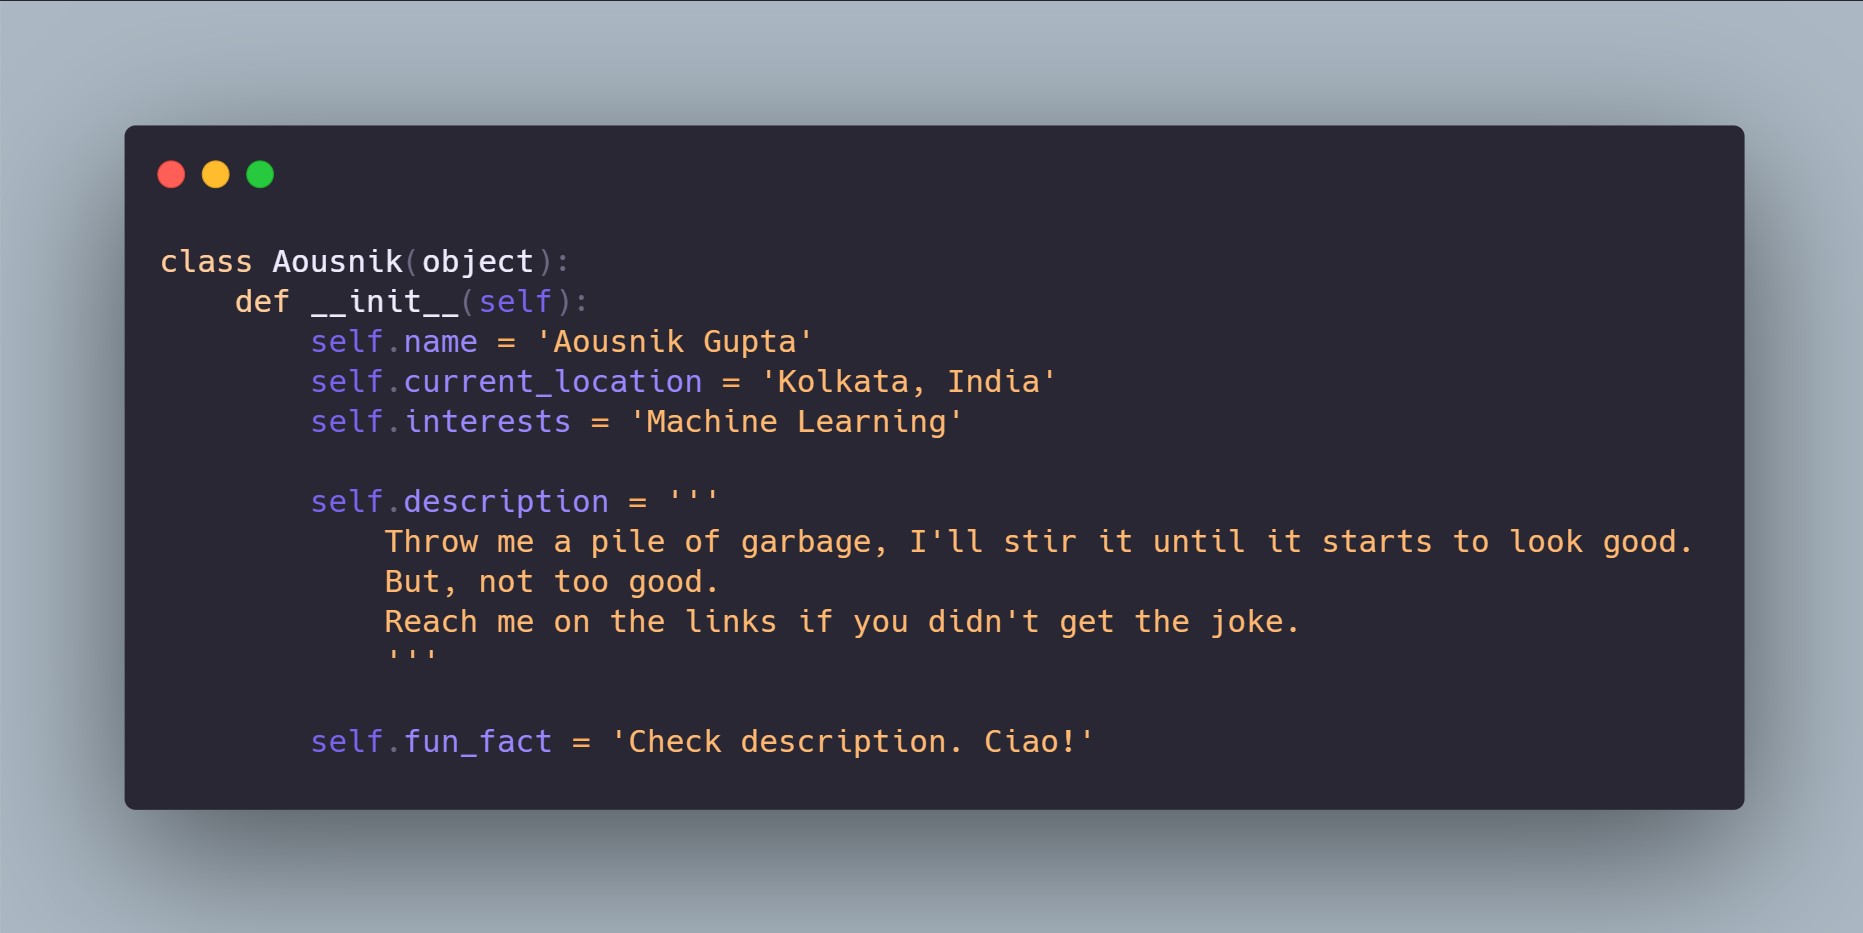 class Aousnik(object):
    def __init__(self):
        self.name = 'Aousnik Gupta'
        self.current_location = 'Kolkata, India'
        self.interests = 'Machine Learning'

        self.description = '''
            Throw me a pile of garbage, I'll stir it until it starts to look good.
            But, not too good.
            Reach me on the links if you didn't get the joke.
            '''

        self.fun_fact = 'Check description. Ciao!'